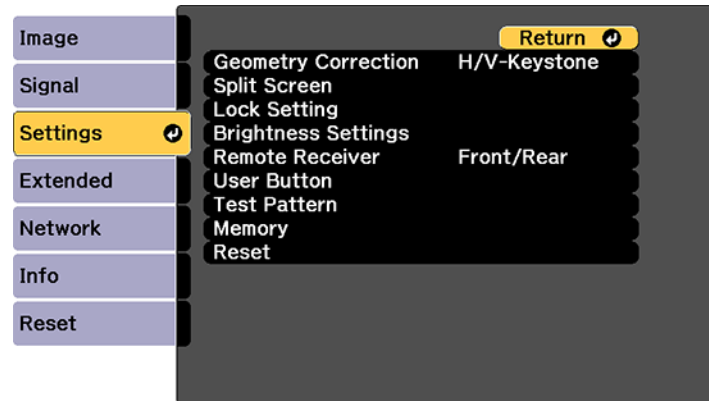 Image
Signal
Settings
Extended
Network
Info
Reset
Return
Geometry Correction H/V-Keystone
Split Screen
Lock Setting
Brightness Settings
Remote Receiver Front/Rear
User Button
Test Pattern
Memory
Reset